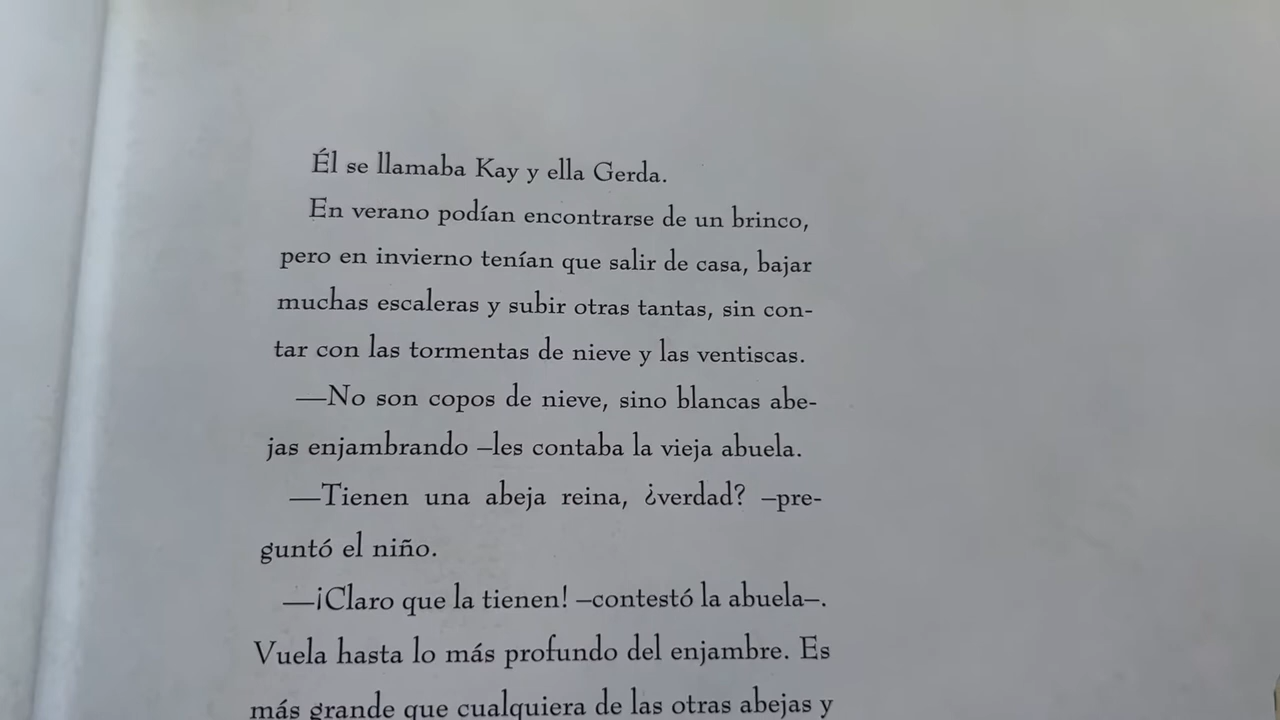 Él se llamaba Kay y ella Gerda.
En verano podían encontrarse de un brinco,
pero en invierno tenían que salir de casa, bajar
muchas escaleras y subir otras tantas, sin con-
tar con las tormentas de nieve y las ventiscas.
—No son copos de nieve, sino blancas abe-
jas enjambrando –les contaba la vieja abuela.
—Tienen una abeja reina, ¿verdad? –pre-
guntó el niño.
—¡Claro que la tienen! –contestó la abuela–.
Vuela hasta lo más profundo del enjambre. Es
más grande que cualquiera de las otras abejas y